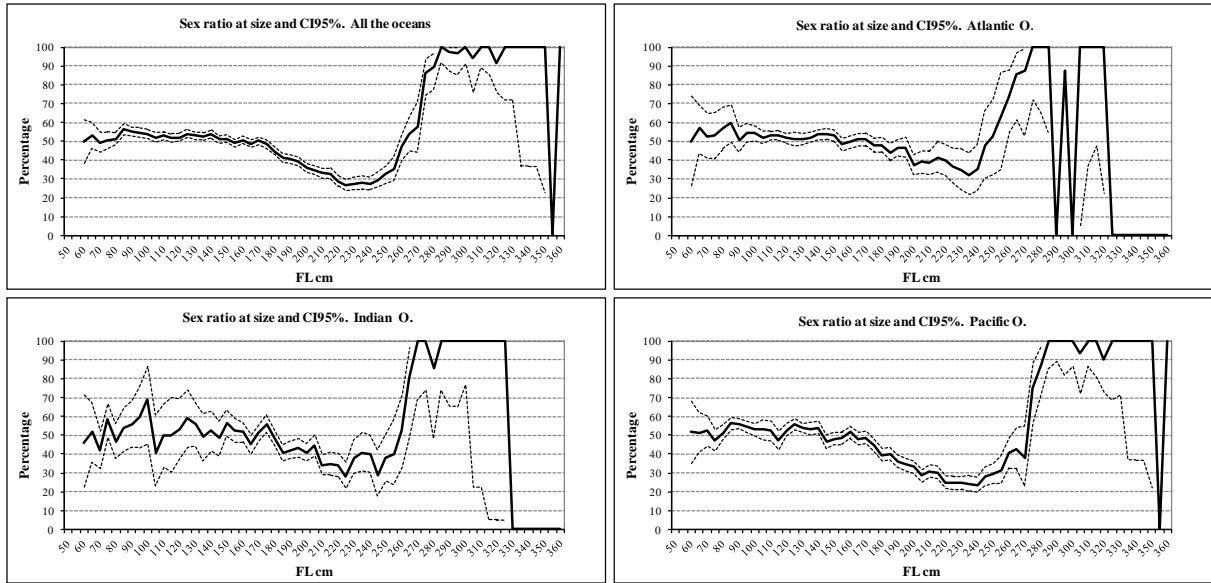 Sex ratio at size and CI95%. All the oceans
Percentage
100
90
80
70
60
50
40
30
20
10
0
50 60 70 80 90 100 110 120 130 140 150 160 170 180 190 200 210 220 230 240 250 260 270 280 290 300 310 320 330 340 350 360
FL cm
Sex ratio at size and CI95%. Atlantic O.
Percentage
100
90
80
70
60
50
40
30
20
10
0
50 60 70 80 90 100 110 120 130 140 150 160 170 180 190 200 210 220 230 240 250 260 270 280 290 300 310 320 330 340 350 360
FL cm
Sex ratio at size and CI95%. Indian O.
Percentage
100
90
80
70
60
50
40
30
20
10
0
50 60 70 80 90 100 110 120 130 140 150 160 170 180 190 200 210 220 230 240 250 260 270 280 290 300 310 320 330 340 350 360
FL cm
Sex ratio at size and CI95%. Pacific O.
Percentage
100
90
80
70
60
50
40
30
20
10
0
50 60 70 80 90 100 110 120 130 140 150 160 170 180 190 200 210 220 230 240 250 260 270 280 290 300 310 320 330 340 350 360
FL cm